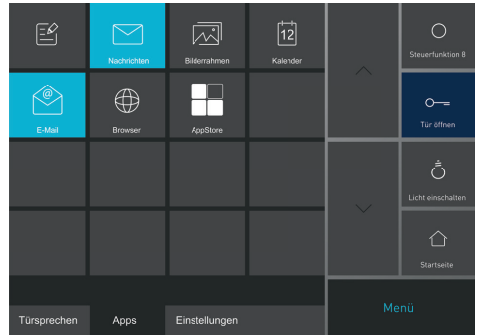 Nachrichten
Bilderrahmen
12
Kalender
Steuerfunktion 8
@
E-Mail
Browser
AppStore
Tür öffnen
Licht einschalten
Startseite
Menü
Türsprechen
Apps
Einstellungen